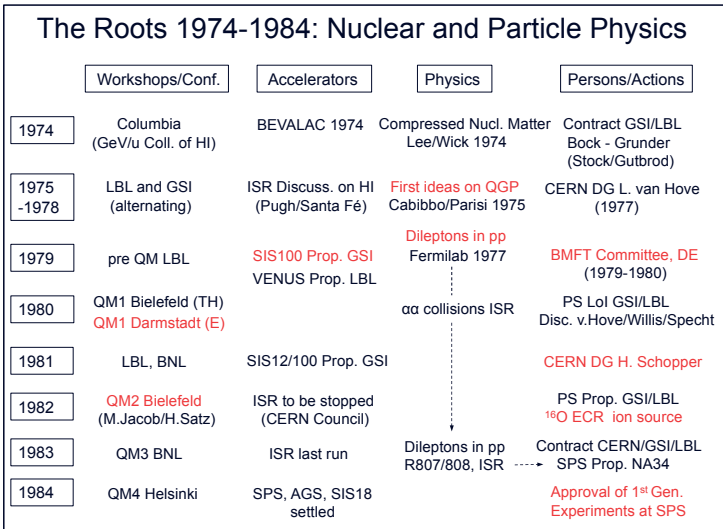 The Roots 1974-1984: Nuclear and Particle Physics
Workshops/Conf.
Accelerators
Physics
Persons/Actions
1974
Columbia
(GeV/u Coll. of HI)
BEVALAC 1974
Compressed Nucl. Matter
Lee/Wick 1974
Contract GSI/LBL
Bock - Grunder
(Stock/Gutbrod)
1975
-1978
LBL and GSI
(alternating)
ISR Discuss. on HI
(Pugh/Santa Fé)
First ideas on QGP
Cabibbo/Parisi 1975
CERN DG L. van Hove
(1977)
1979
pre QM LBL
SIS100 Prop. GSI
VENUS Prop. LBL
Dileptons in pp
Fermilab 1977
BMFT Committee, DE
(1979-1980)
1980
QM1 Bielefeld (TH)
QM1 Darmstadt (E)
αα collisions ISR
PS LoI GSI/LBL
Disc. v.Hove/Willis/Specht
1981
LBL, BNL
SIS12/100 Prop. GSI
CERN DG H. Schopper
1982
QM2 Bielefeld
(M.Jacob/H.Satz)
ISR to be stopped
(CERN Council)
PS Prop. GSI/LBL
¹⁶O ECR ion source
1983
QM3 BNL
ISR last run
Dileptons in pp
R807/808, ISR
Contract CERN/GSI/LBL
SPS Prop. NA34
1984
QM4 Helsinki
SPS, AGS, SIS18
settled
Approval of 1st Gen.
Experiments at SPS